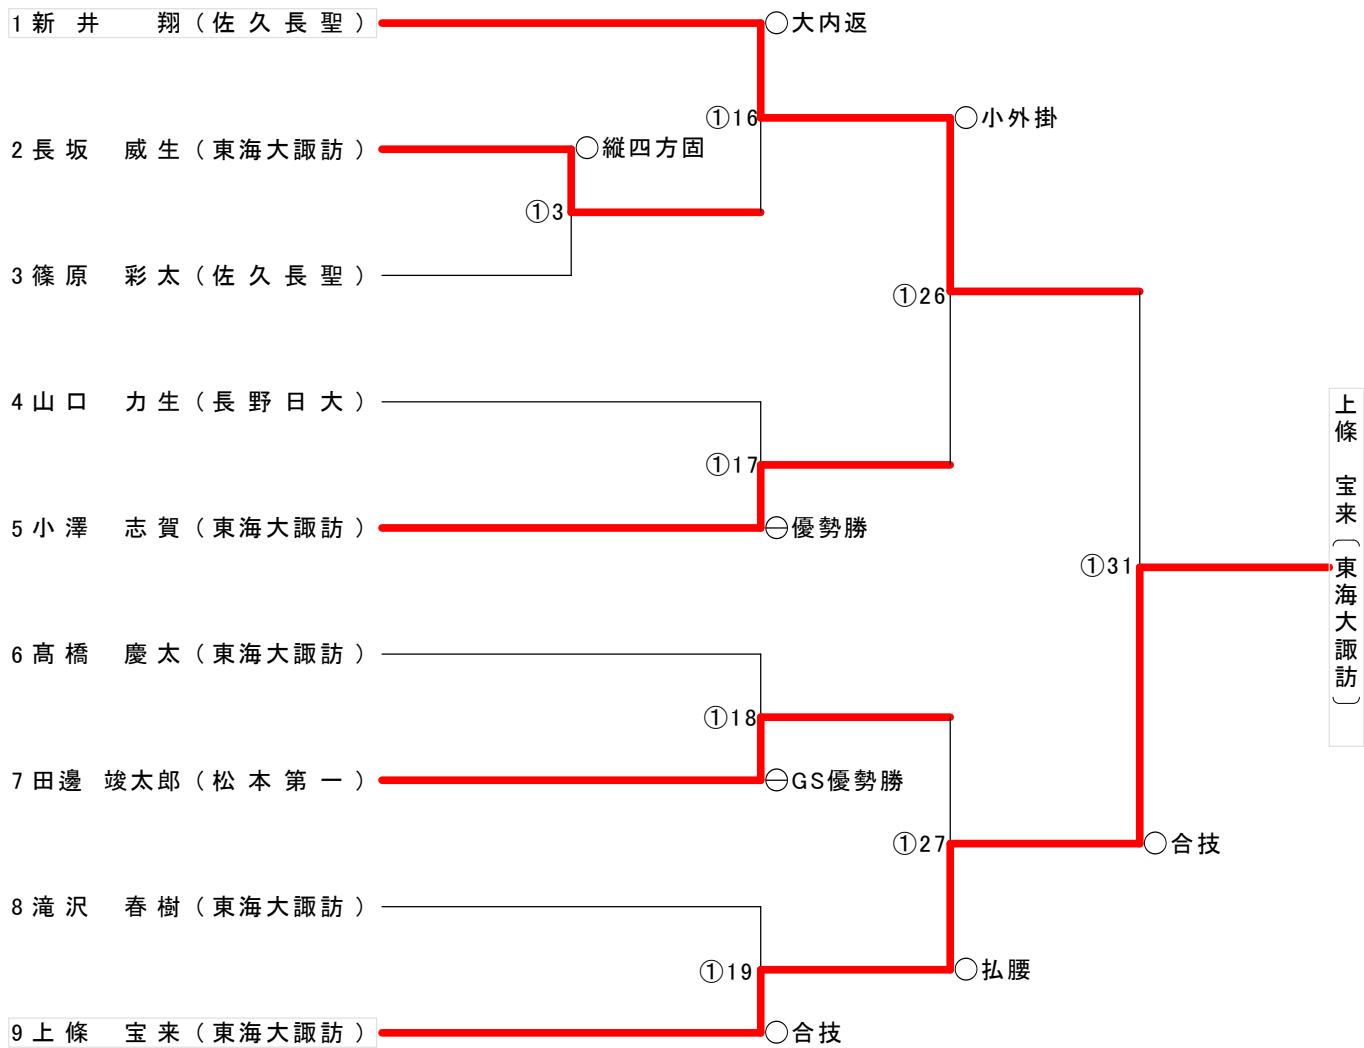 1 新井 翔 (佐久長聖)
○大内返
①16
○小外掛
2 長坂 威生 (東海大諏訪)
○縦四方固
①3
3 篠原 彩太 (佐久長聖)
①26
4 山口 力生 (長野日大)
①17
5 小澤 志賀 (東海大諏訪)
㊀優勢勝
①31
上條 宝来 (東海大諏訪)
6 髙橋 慶太 (東海大諏訪)
①18
7 田邊 竣太郎 (松本第一)
㊀GS優勢勝
①27
○合技
8 滝沢 春樹 (東海大諏訪)
①19
○払腰
9 上條 宝来 (東海大諏訪)
○合技